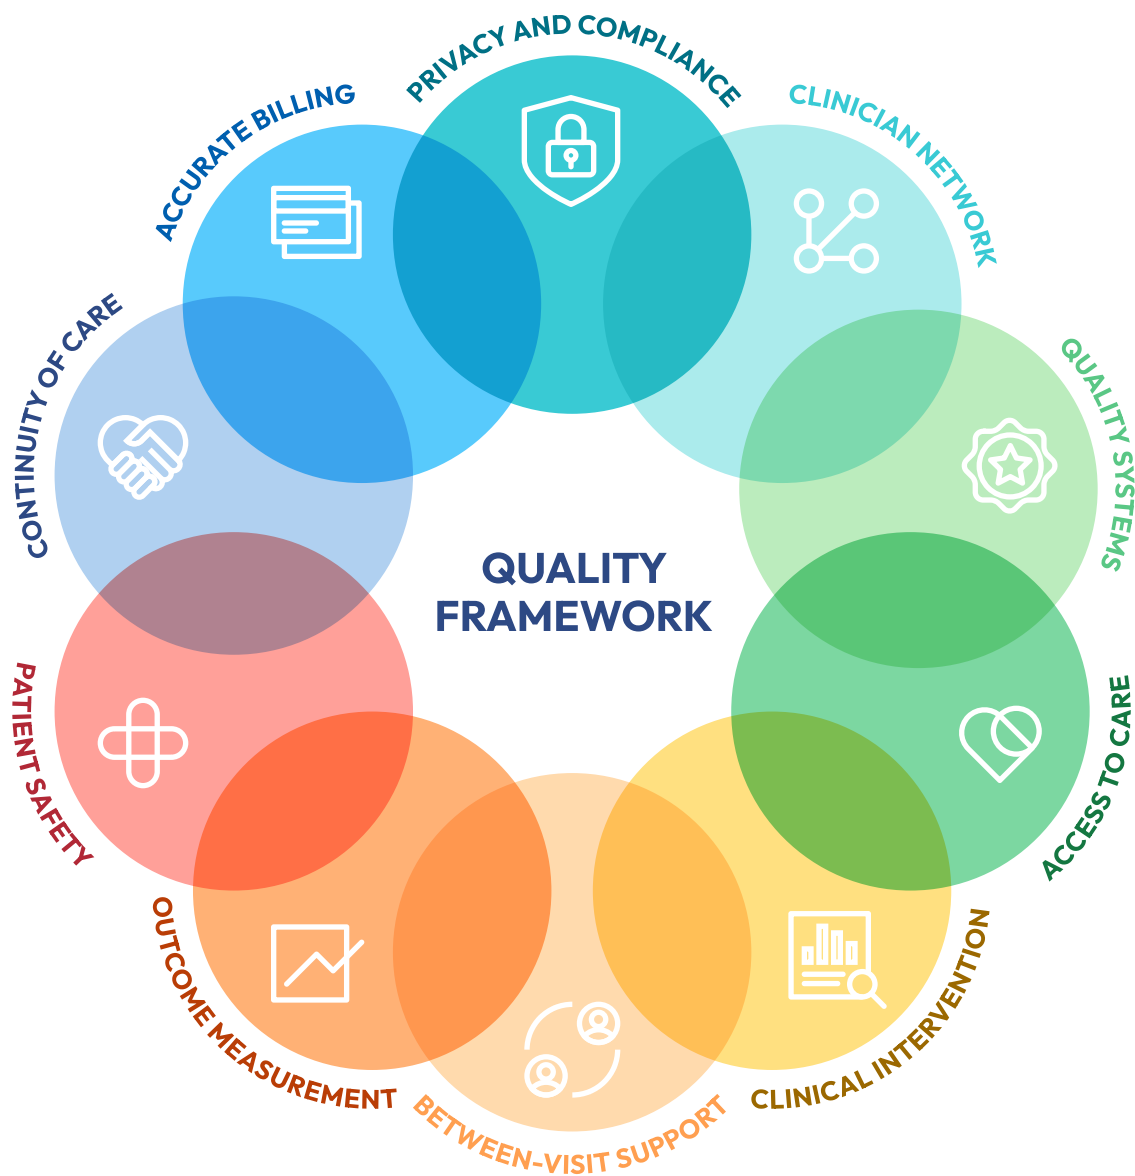 PRIVACY AND COMPLIANCE
CLINICIAN NETWORK
QUALITY SYSTEMS
ACCESS TO CARE
CLINICAL INTERVENTION
BETWEEN-VISIT SUPPORT
OUTCOME MEASUREMENT
PATIENT SAFETY
CONTINUITY OF CARE
ACCURATE BILLING
QUALITY
FRAMEWORK